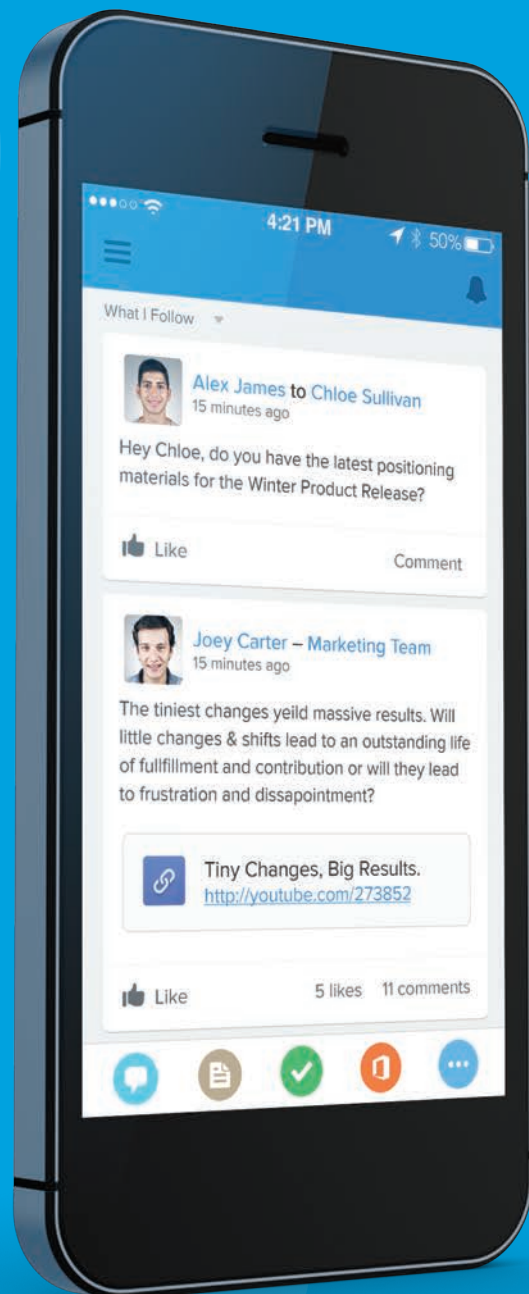 4:21 PM
50%
What I Follow
Alex James to Chloe Sullivan
15 minutes ago
Hey Chloe, do you have the latest positioning
materials for the Winter Product Release?
Like
Comment
Joey Carter – Marketing Team
15 minutes ago
The tiniest changes yeild massive results. Will
little changes & shifts lead to an outstanding life
of fullfillment and contribution or will they lead
to frustration and dissapointment?
Tiny Changes, Big Results.
http://youtube.com/273852
Like
5 likes 11 comments